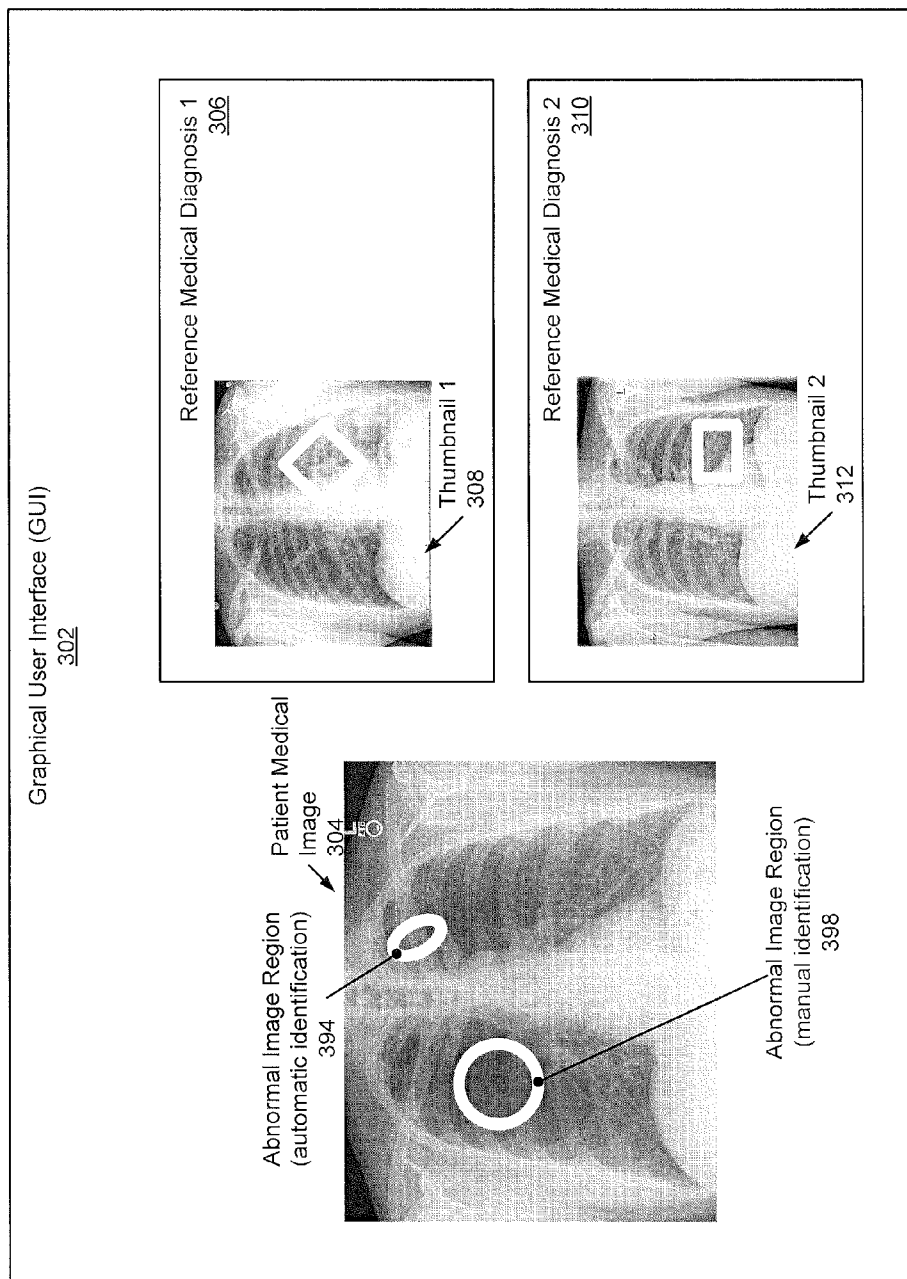 Graphical User Interface (GUI)
302
Abnormal Image Region
(automatic identification)
394
Patient Medical
Image
304
Abnormal Image Region
(manual identification)
398
Reference Medical Diagnosis 1
306
Thumbnail 1
308
Reference Medical Diagnosis 2
310
L
Thumbnail 2
312